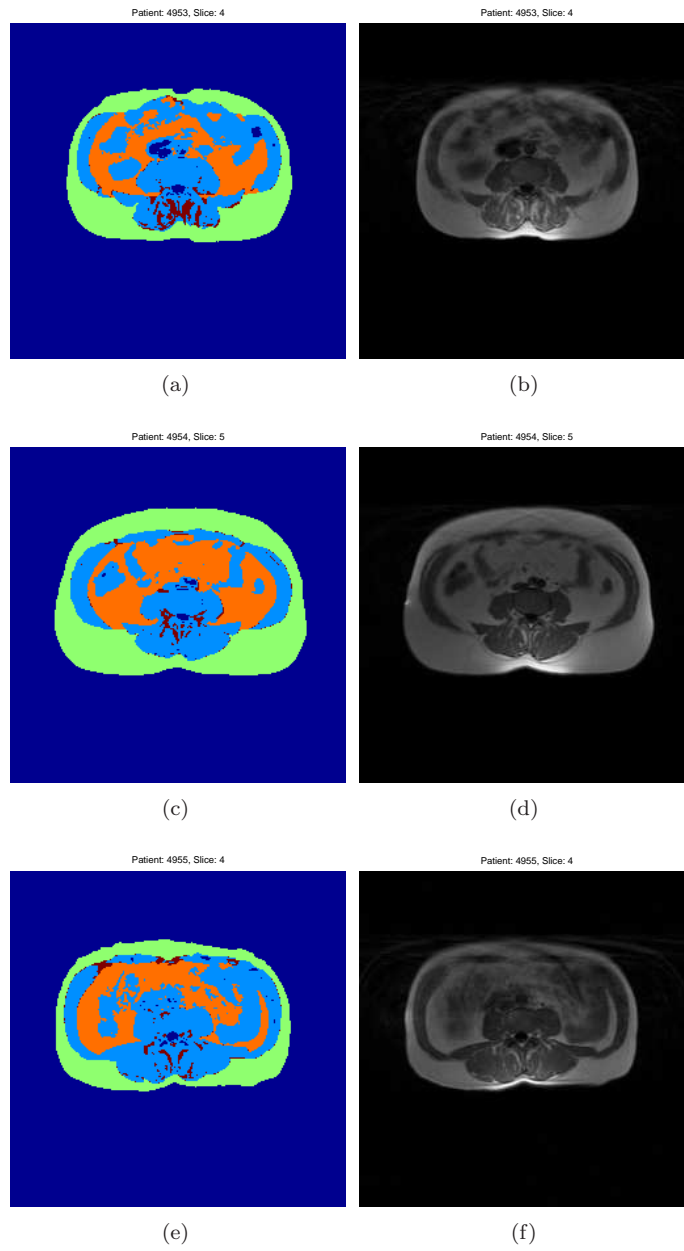 Patient: 4953, Slice: 4
Patient: 4953, Slice: 4
(a)
(b)
Patient: 4954, Slice: 5
Patient: 4954, Slice: 5
(c)
(d)
Patient: 4955, Slice: 4
Patient: 4955, Slice: 4
(e)
(f)